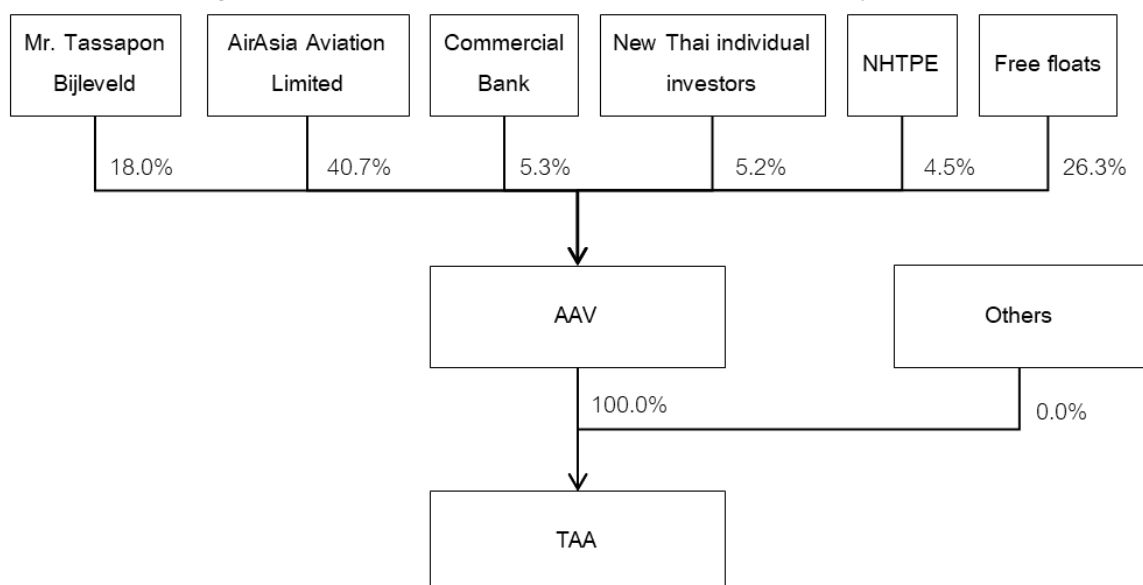 Mr. Tassapon
Bijleveld
AirAsia Aviation
Limited
Commercial
Bank
New Thai individual
investors
NHTPE
Free floats
18.0%
40.7%
5.3%
5.2%
4.5%
26.3%
AAV
Others
100.0%
0.0%
TAA